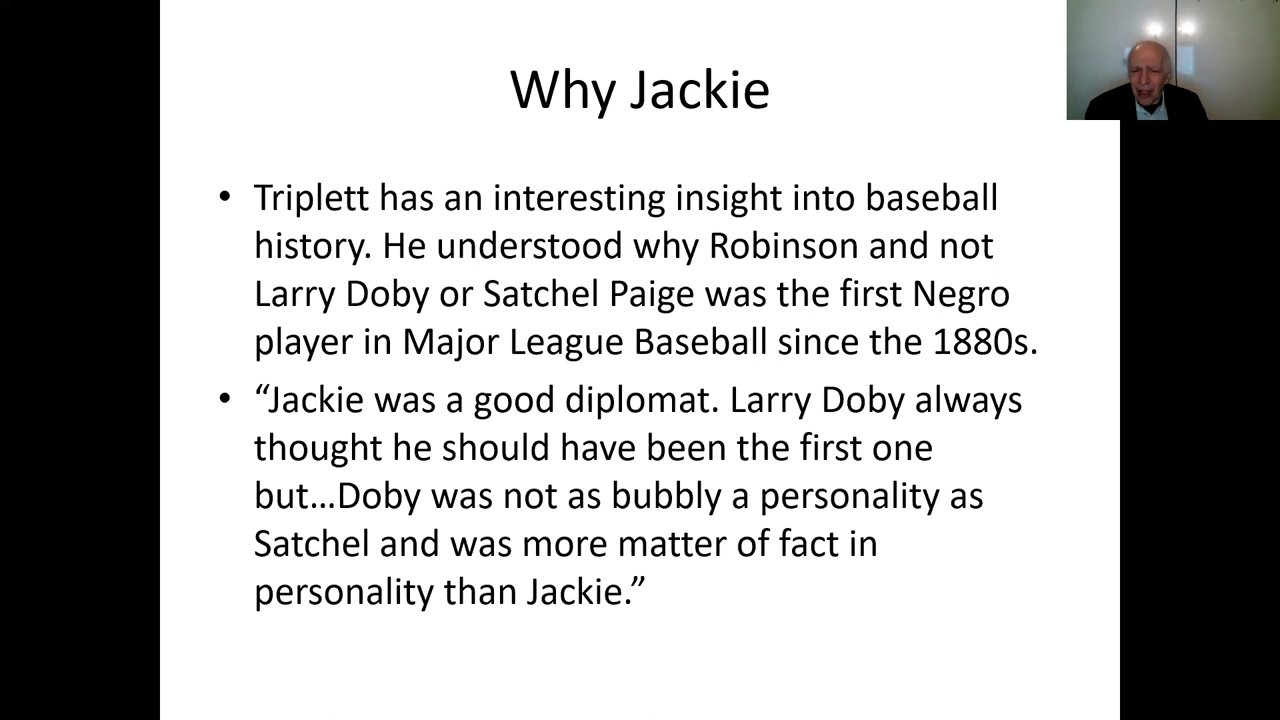 Why Jackie
• Triplett has an interesting insight into baseball
history. He understood why Robinson and not
Larry Doby or Satchel Paige was the first Negro
player in Major League Baseball since the 1880s.
• “Jackie was a good diplomat. Larry Doby always
thought he should have been the first one
but…Doby was not as bubbly a personality as
Satchel and was more matter of fact in
personality than Jackie.”